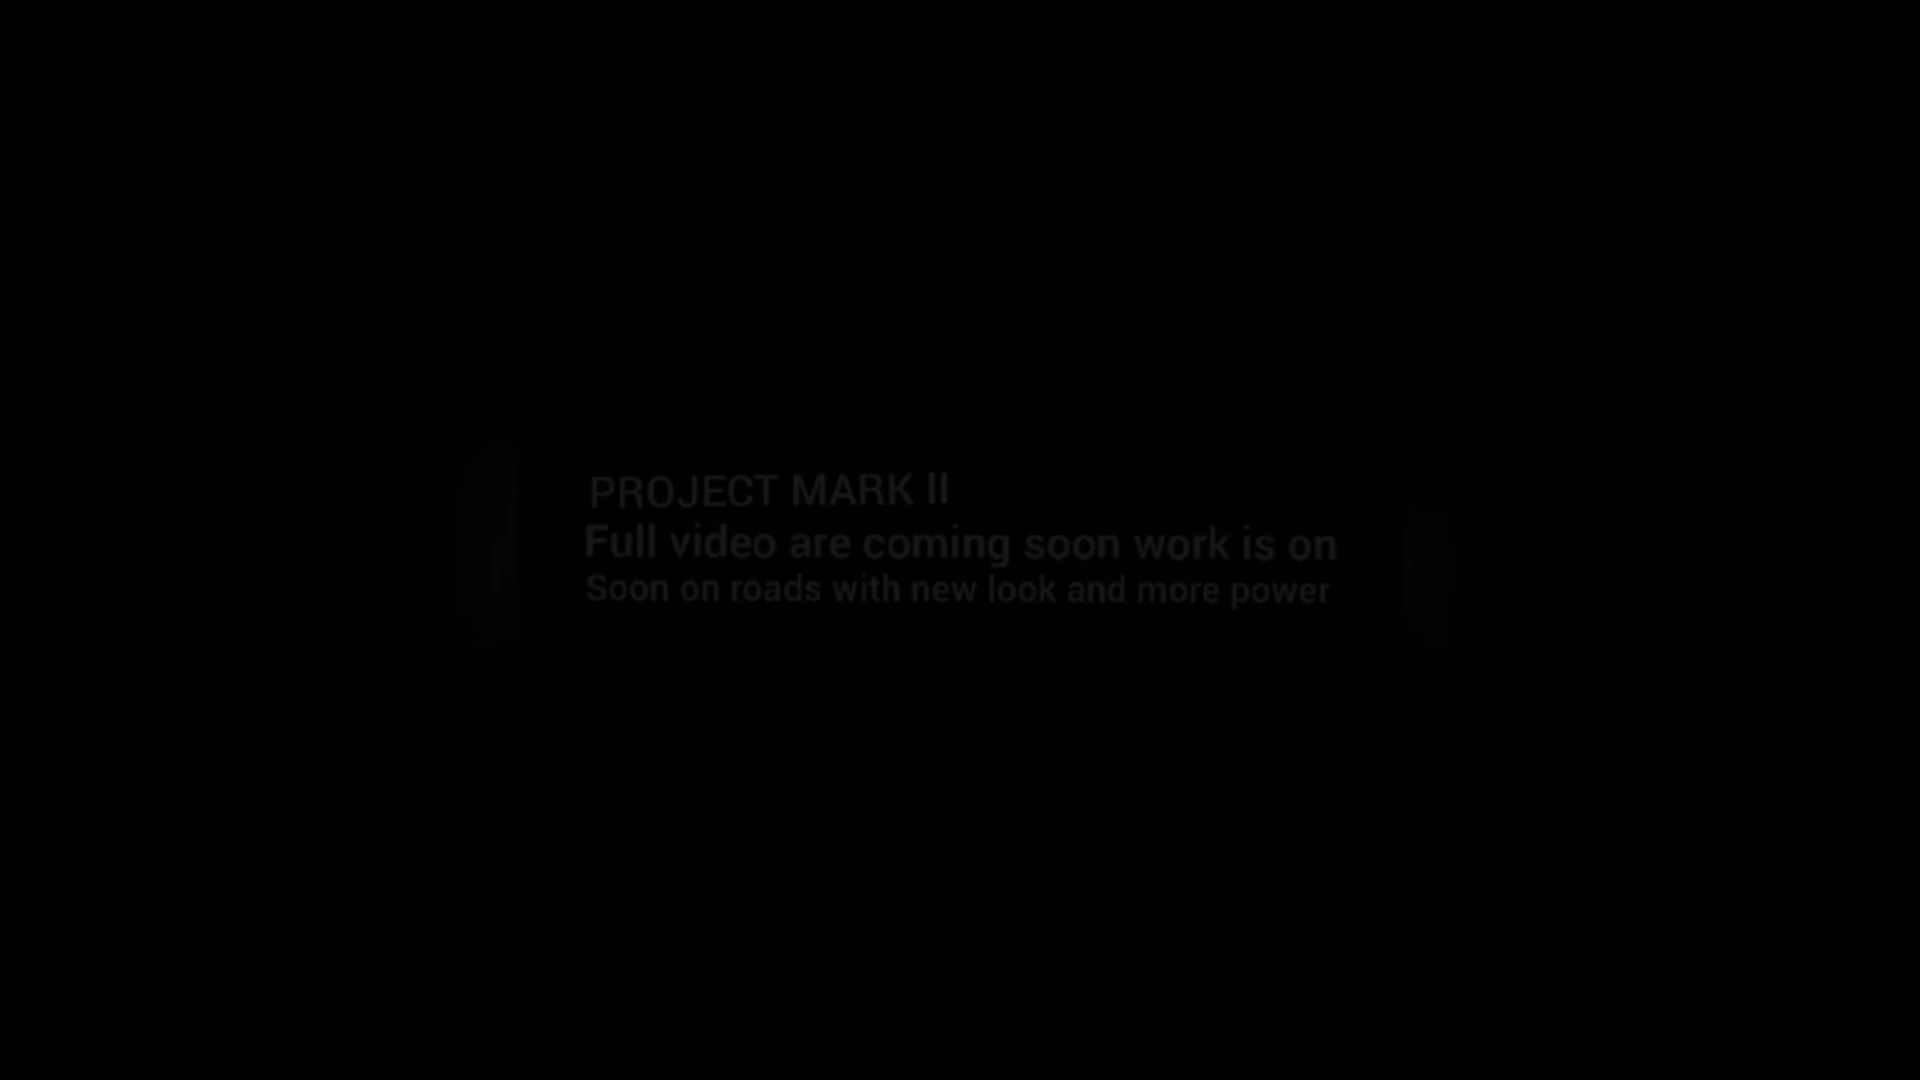 PROJECT MARK II
Full video are coming soon work is on
Soon on roads with new look and more power